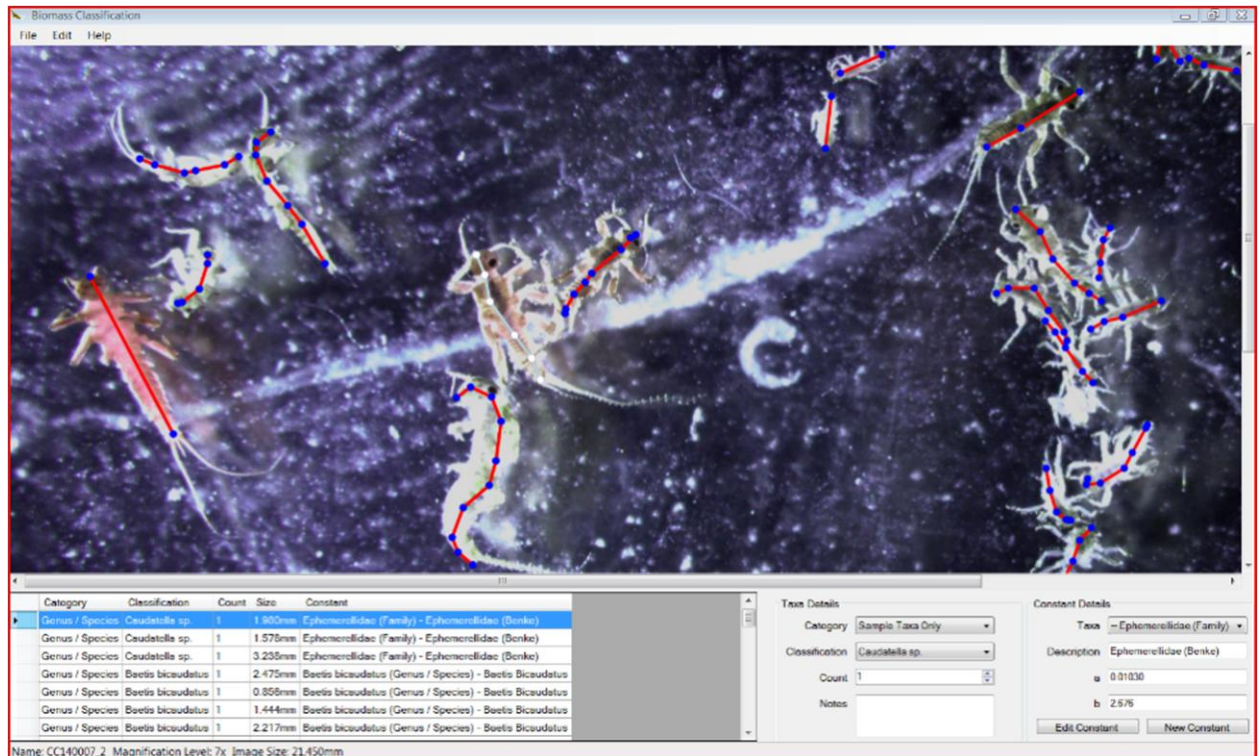 Biomass Classification
File Edit Help
Category Classification Count Size Constant
Genus / Species Caudatella sp. 1 1.980mm Ephemerellidae (Family) - Ephemerellidae (Benke)
Genus / Species Caudatella sp. 1 1.578mm Ephemerellidae (Family) - Ephemerellidae (Benke)
Genus / Species Caudatella sp. 1 3.238mm Ephemerellidae (Family) - Ephemerellidae (Benke)
Genus / Species Baetis bicaudatus 1 2.475mm Baetis bicaudatus (Genus / Species) - Baetis Bicaudatus
Genus / Species Baetis bicaudatus 1 0.856mm Baetis bicaudatus (Genus / Species) - Baetis Bicaudatus
Genus / Species Baetis bicaudatus 1 1.444mm Baetis bicaudatus (Genus / Species) - Baetis Bicaudatus
Genus / Species Baetis bicaudatus 1 2.217mm Baetis bicaudatus (Genus / Species) - Baetis Bicaudatus
Taxa Details
Category Sample Taxa Only
Classification Caudatella sp.
Count 1
Notes
Constant Details
Taxa -- Ephemerellidae (Family)
Description Ephemerellidae (Benke)
a 0.01030
b 2.676
Edit Constant New Constant
Name: CC140007_2 Magnification Level: 7x Image Size: 21.450mm